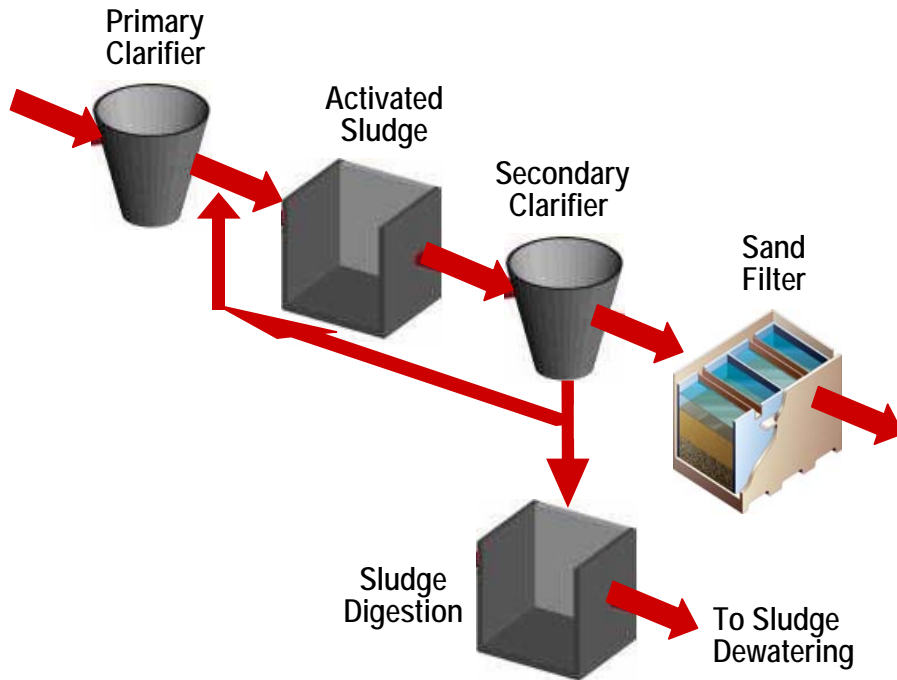 Primary
Clarifier
Activated
Sludge
Secondary
Clarifier
Sand
Filter
Sludge
Digestion
To Sludge
Dewatering